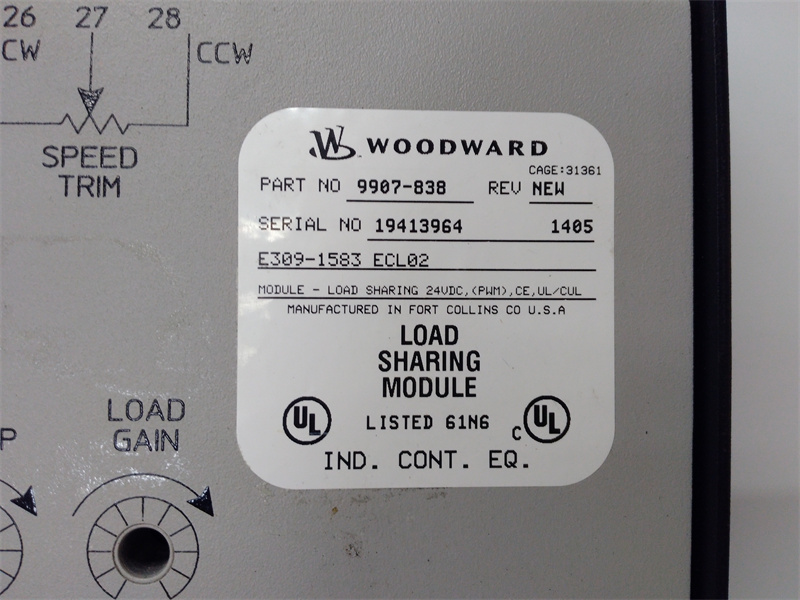 26 27 28
CW CCW
SPEED
TRIM
WOODWARD
CAGE:31361
PART NO 9907-838 REV NEW
SERIAL NO 19413964 1405
E309-1583 ECL02
MODULE - LOAD SHARING 24VDC,(PWM),CE,UL/CUL
MANUFACTURED IN FORT COLLINS CO U.S.A
LOAD
SHARING
MODULE
UL LISTED 61N6 C UL
IND. CONT. EQ.
LOAD
GAIN
P